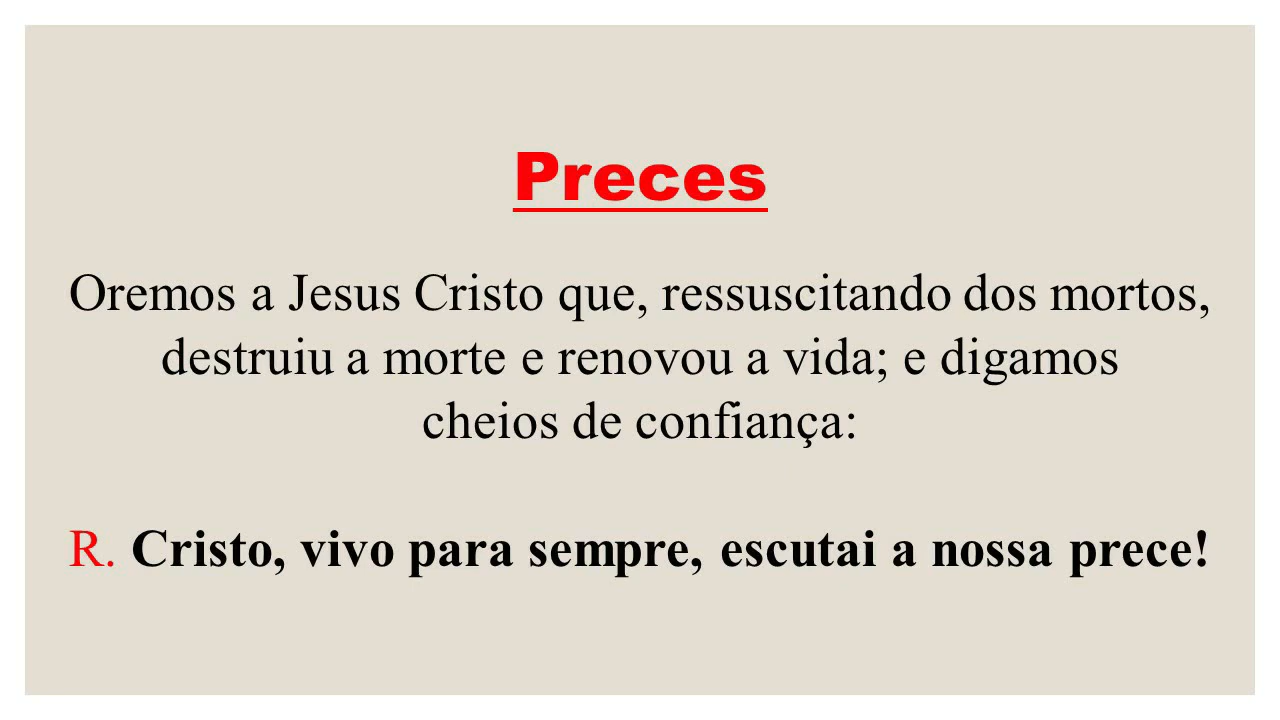 Preces
Oremos a Jesus Cristo que, ressuscitando dos mortos,
destruiu a morte e renovou a vida; e digamos
cheios de confiança:
R. Cristo, vivo para sempre, escutai a nossa prece!